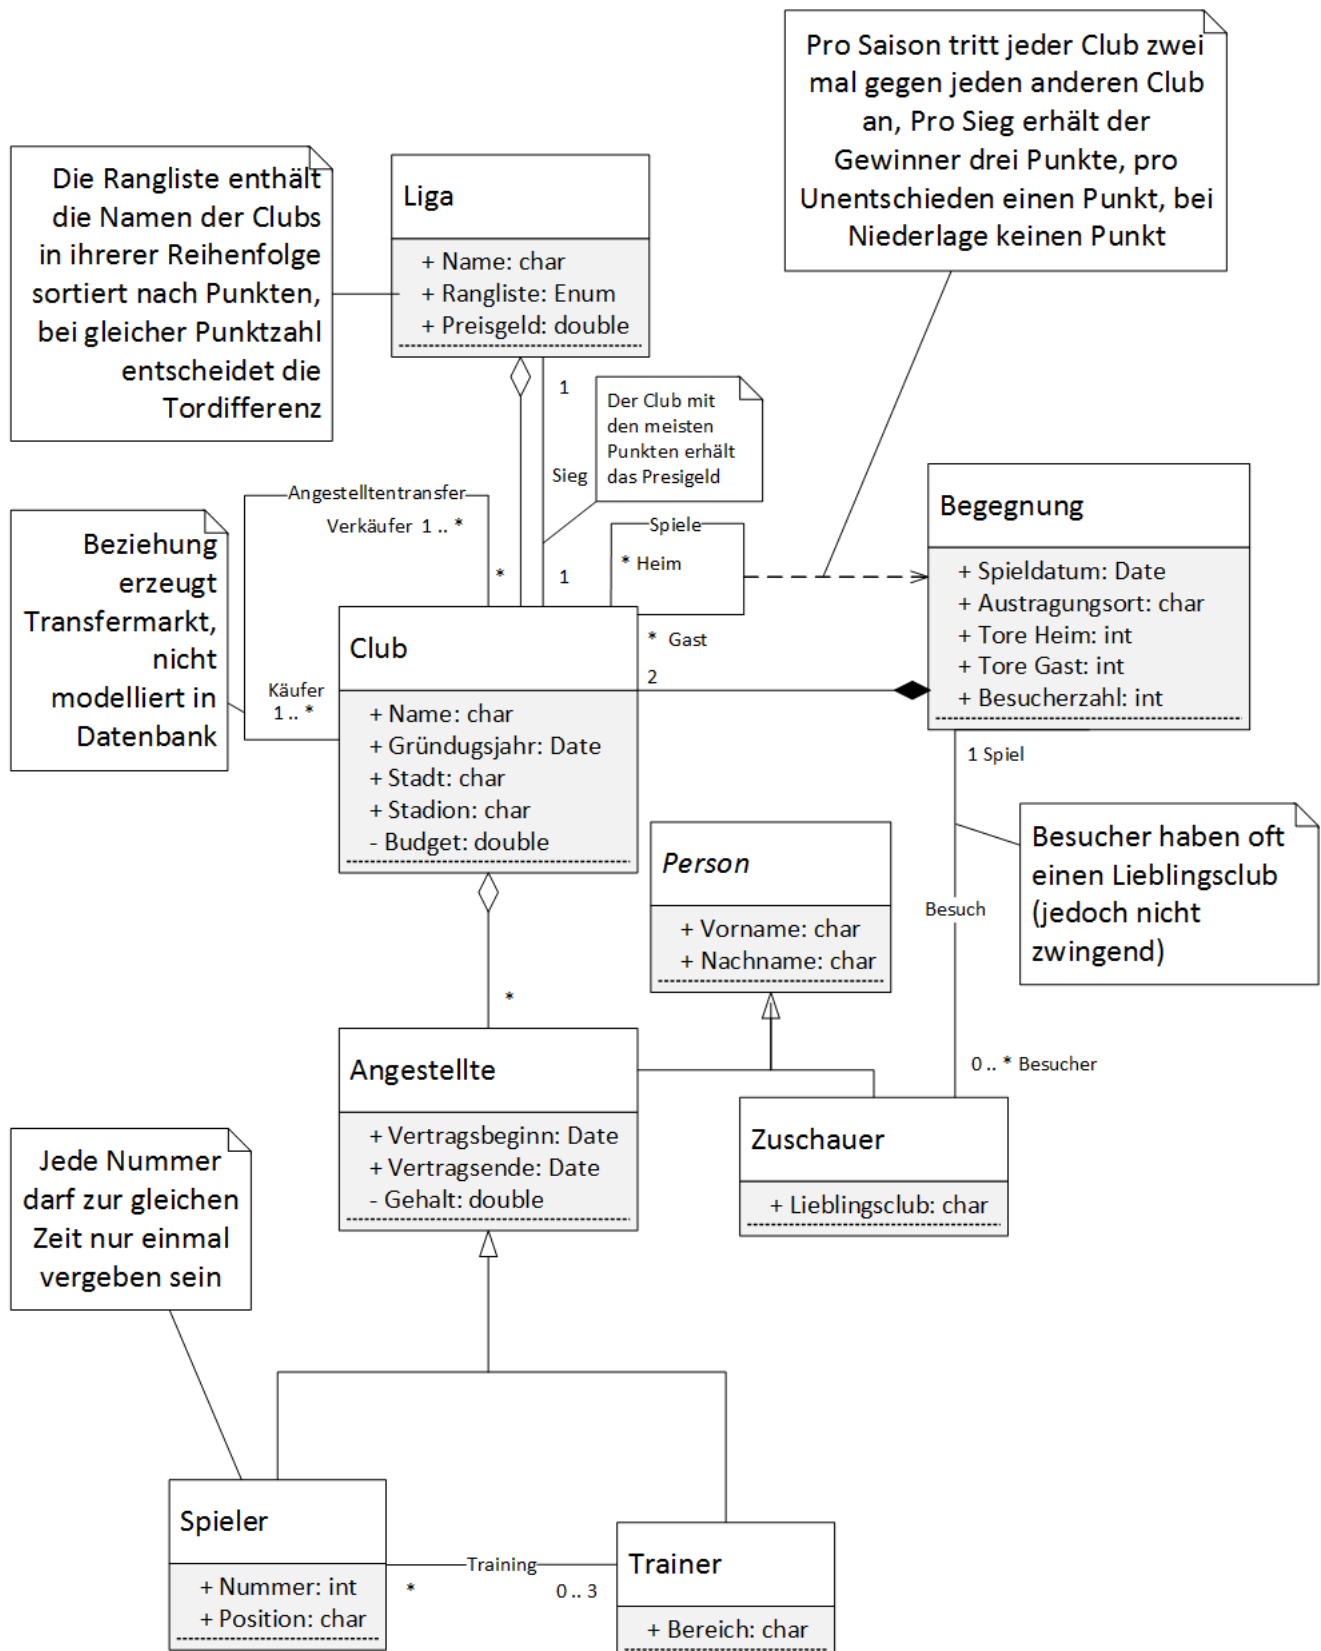 Pro Saison tritt jeder Club zwei
mal gegen jeden anderen Club
an, Pro Sieg erhält der
Gewinner drei Punkte, pro
Unentschieden einen Punkt, bei
Niederlage keinen Punkt
Die Rangliste enthält
die Namen der Clubs
in ihrerer Reihenfolge
sortiert nach Punkten,
bei gleicher Punktzahl
entscheidet die
Tordifferenz
Liga
+ Name: char
+ Rangliste: Enum
+ Preisgeld: double
1
Sieg
1
*
Der Club mit
den meisten
Punkten erhält
das Presigeld
Angestelltentransfer
Verkäufer 1 .. *
Käufer
1 .. *
Beziehung
erzeugt
Transfermarkt,
nicht
modelliert in
Datenbank
Spiele
* Heim
* Gast
2
Begegnung
+ Spieldatum: Date
+ Austragungsort: char
+ Tore Heim: int
+ Tore Gast: int
+ Besucherzahl: int
Club
+ Name: char
+ Gründugsjahr: Date
+ Stadt: char
+ Stadion: char
- Budget: double
1 Spiel
Besuch
0 .. * Besucher
Besucher haben oft
einen Lieblingsclub
(jedoch nicht
zwingend)
Person
+ Vorname: char
+ Nachname: char
*
Angestellte
+ Vertragsbeginn: Date
+ Vertragsende: Date
- Gehalt: double
Zuschauer
+ Lieblingsclub: char
Jede Nummer
darf zur gleichen
Zeit nur einmal
vergeben sein
Spieler
+ Nummer: int
+ Position: char
Training
*
0 .. 3
Trainer
+ Bereich: char